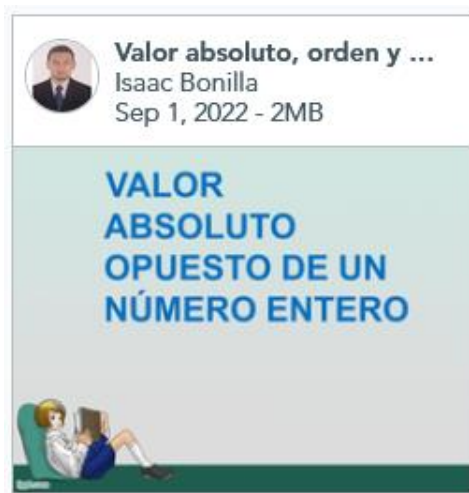 Valor absoluto, orden y ...
Isaac Bonilla
Sep 1, 2022 - 2MB
VALOR
ABSOLUTO
OPUESTO DE UN
NÚMERO ENTERO